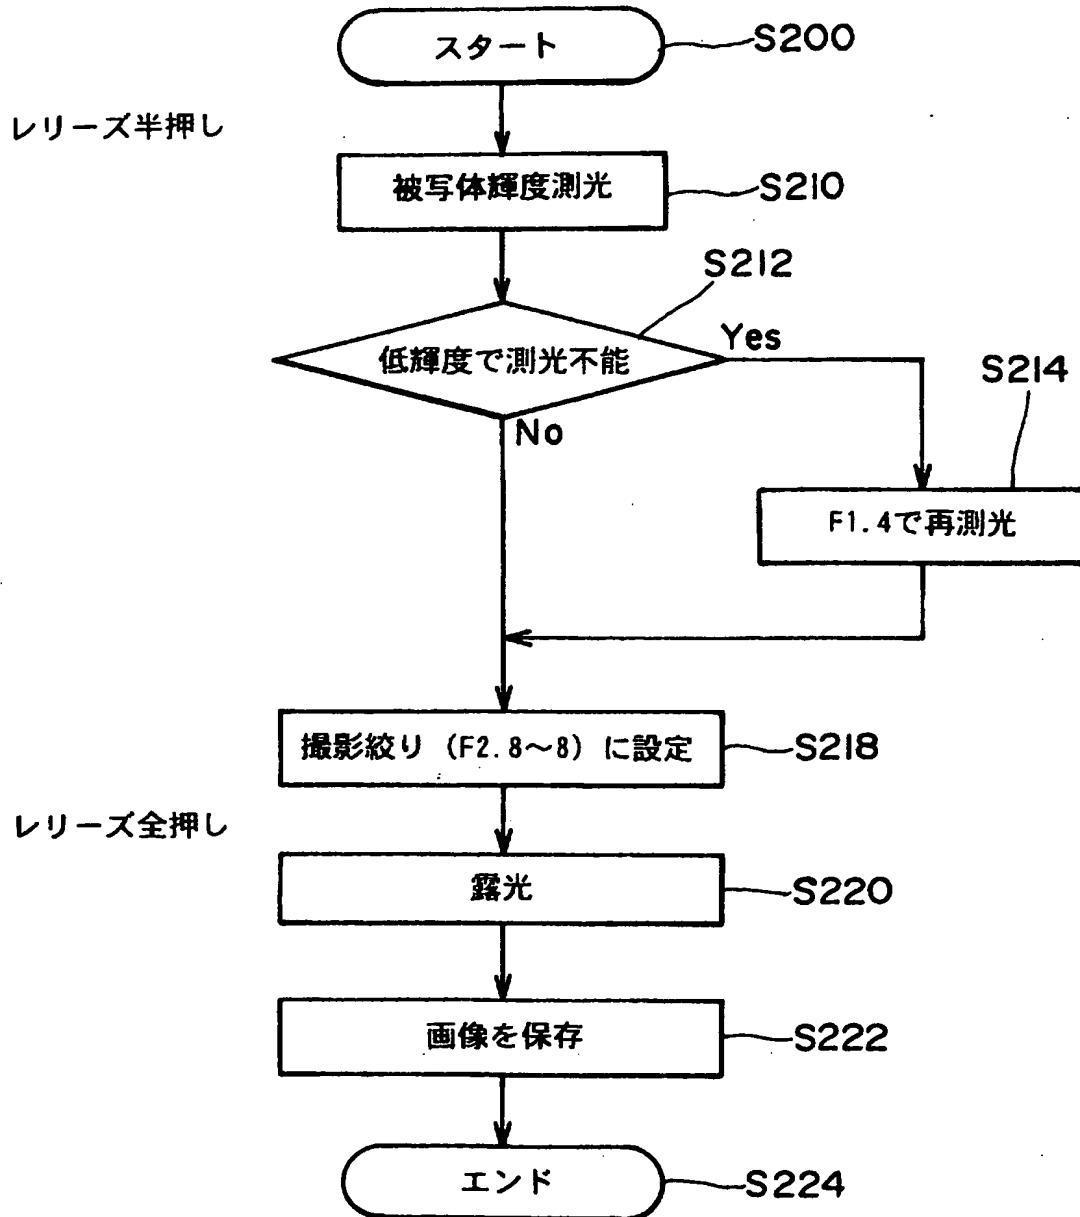 スタート
S200
レリーズ半押し
被写体輝度測光
S210
S212
低輝度で測光不能
Yes
No
S214
F1.4で再測光
撮影絞り (F2.8〜8) に設定
S218
レリーズ全押し
露光
S220
画像を保存
S222
エンド
S224